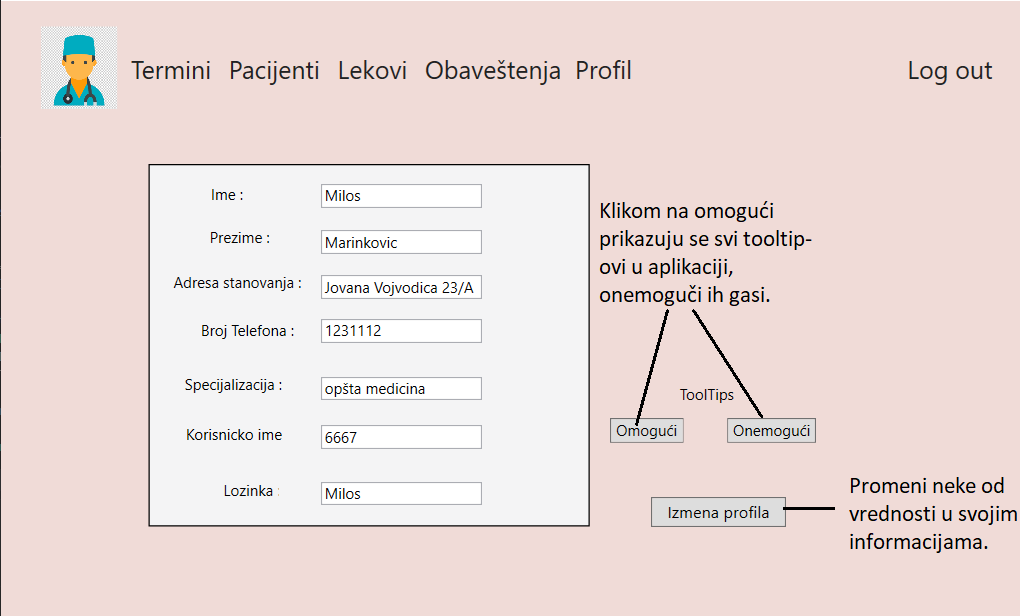 Termini Pacijenti Lekovi Obaveštenja Profil Log out
Ime : Milos
Prezime : Marinkovic
Adresa stanovanja : Jovana Vojvodica 23/A
Broj Telefona : 1231112
Specijalizacija : opšta medicina
Korisnicko ime 6667
Lozinka : Milos
Klikom na omogući
prikazuju se svi tooltip-
ovi u aplikaciji,
onemoguči ih gasi.
ToolTips
Omogući Onemogući
Izmena profila
Promeni neke od
vrednosti u svojim
informacijama.